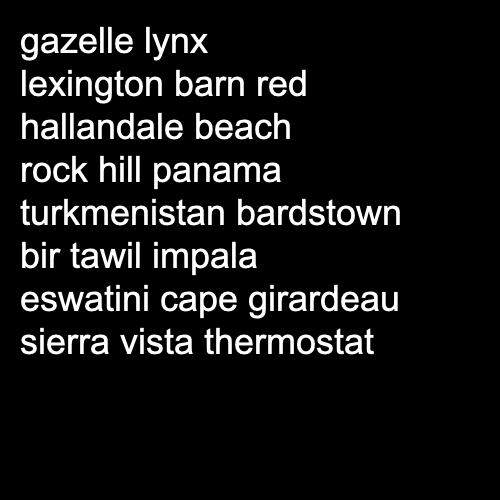 gazelle lynx
lexington barn red
hallandale beach
rock hill panama
turkmenistan bardstown
bir tawil impala
eswatini cape girardeau
sierra vista thermostat